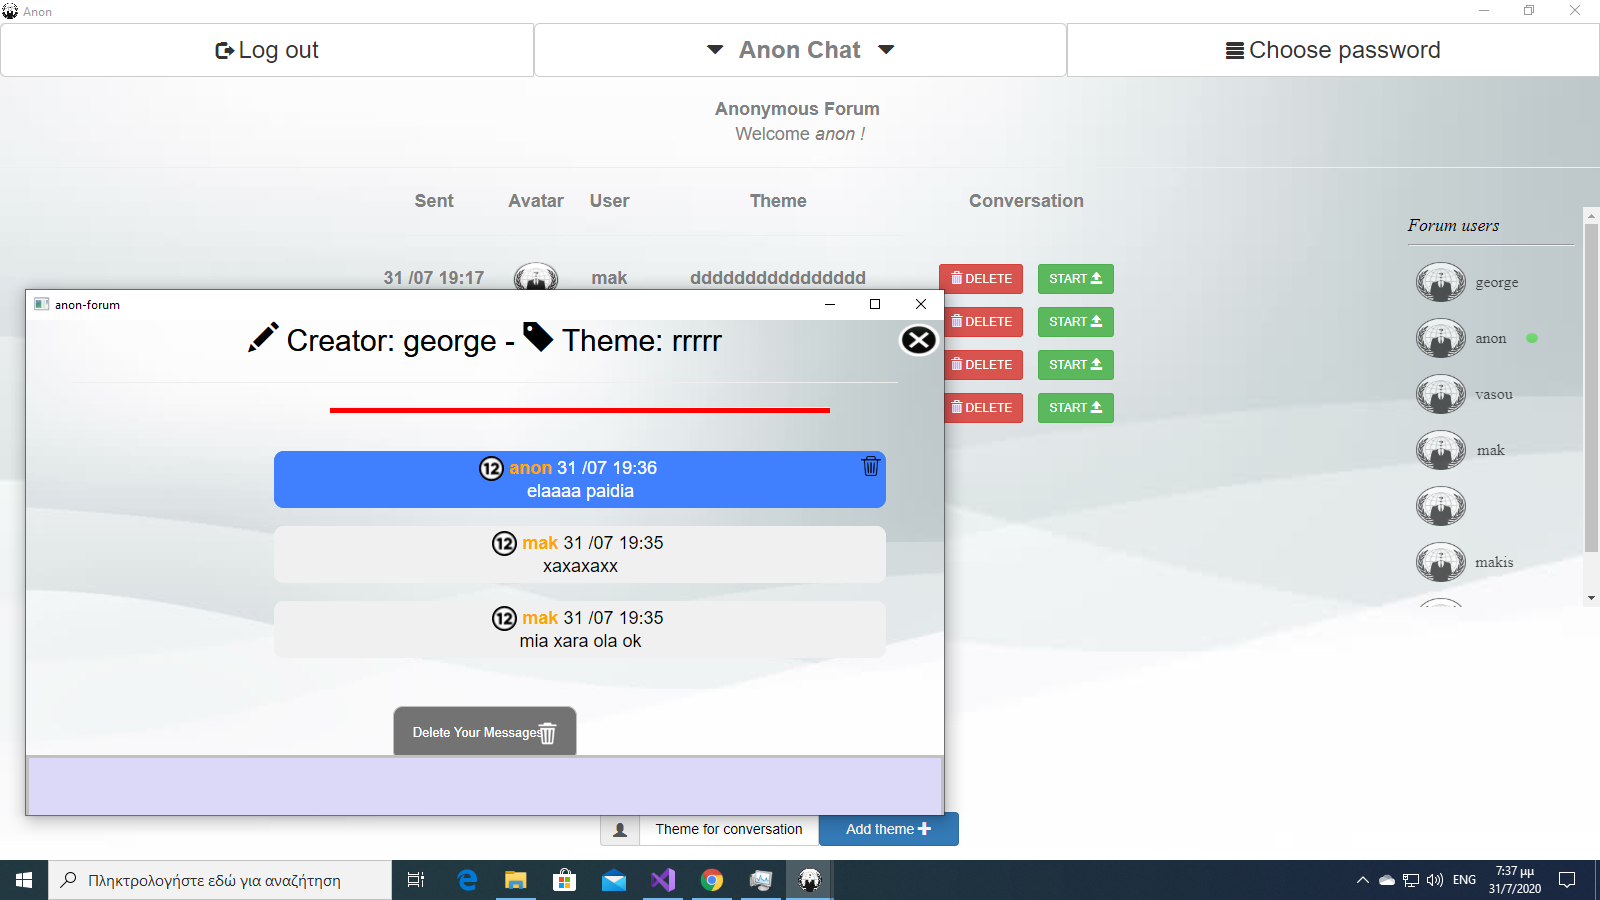 Anon
Log out
Anon Chat
Choose password
Anonymous Forum
Welcome anon !
Sent Avatar User Theme Conversation
31 /07 19:17 mak dddddddddddddddd DELETE START
DELETE START
DELETE START
DELETE START
Forum users
george
anon
vasou
mak
makis
anon-forum
Creator: george - Theme: rrrrr
12 anon 31 /07 19:36
elaaaa paidia
12 mak 31 /07 19:35
xaxaxaxx
12 mak 31 /07 19:35
mia xara ola ok
Delete Your Messages
Theme for conversation
Add theme
Πληκτρολογήστε εδώ για αναζήτηση
ENG
7:37 μμ
31/7/2020